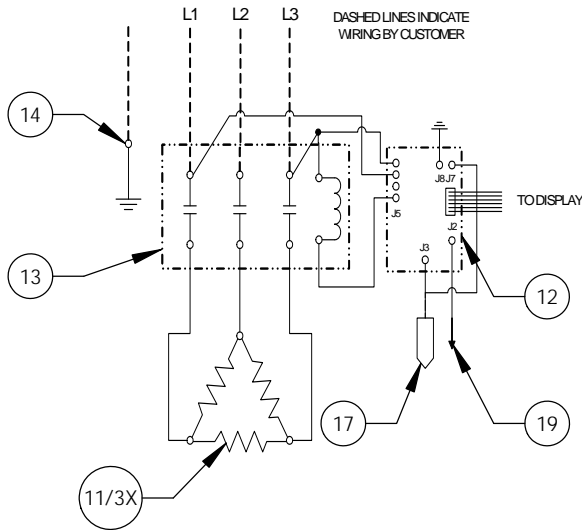 L1
L2
L3
DASHED LINES INDICATE
WIRING BY CUSTOMER
14
J8
J7
TO DISPLAY
J5
J2
J3
13
12
17
19
11/3X